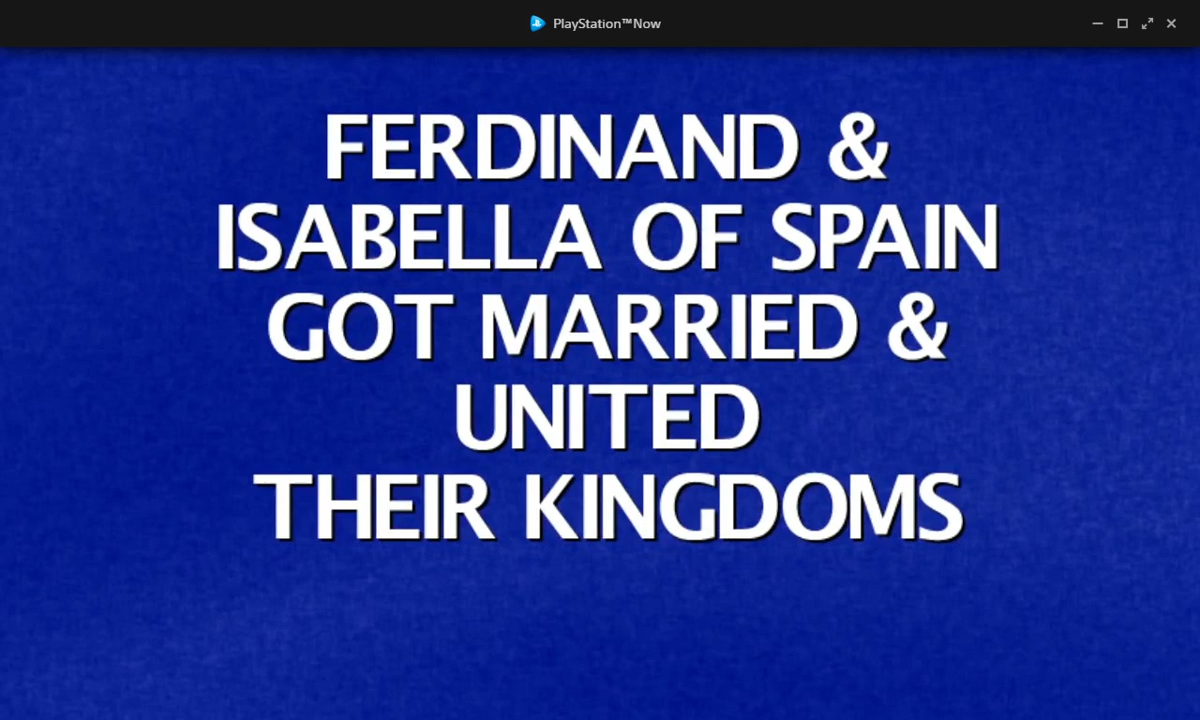 PlayStation™Now
FERDINAND &
ISABELLA OF SPAIN
GOT MARRIED &
UNITED
THEIR KINGDOMS